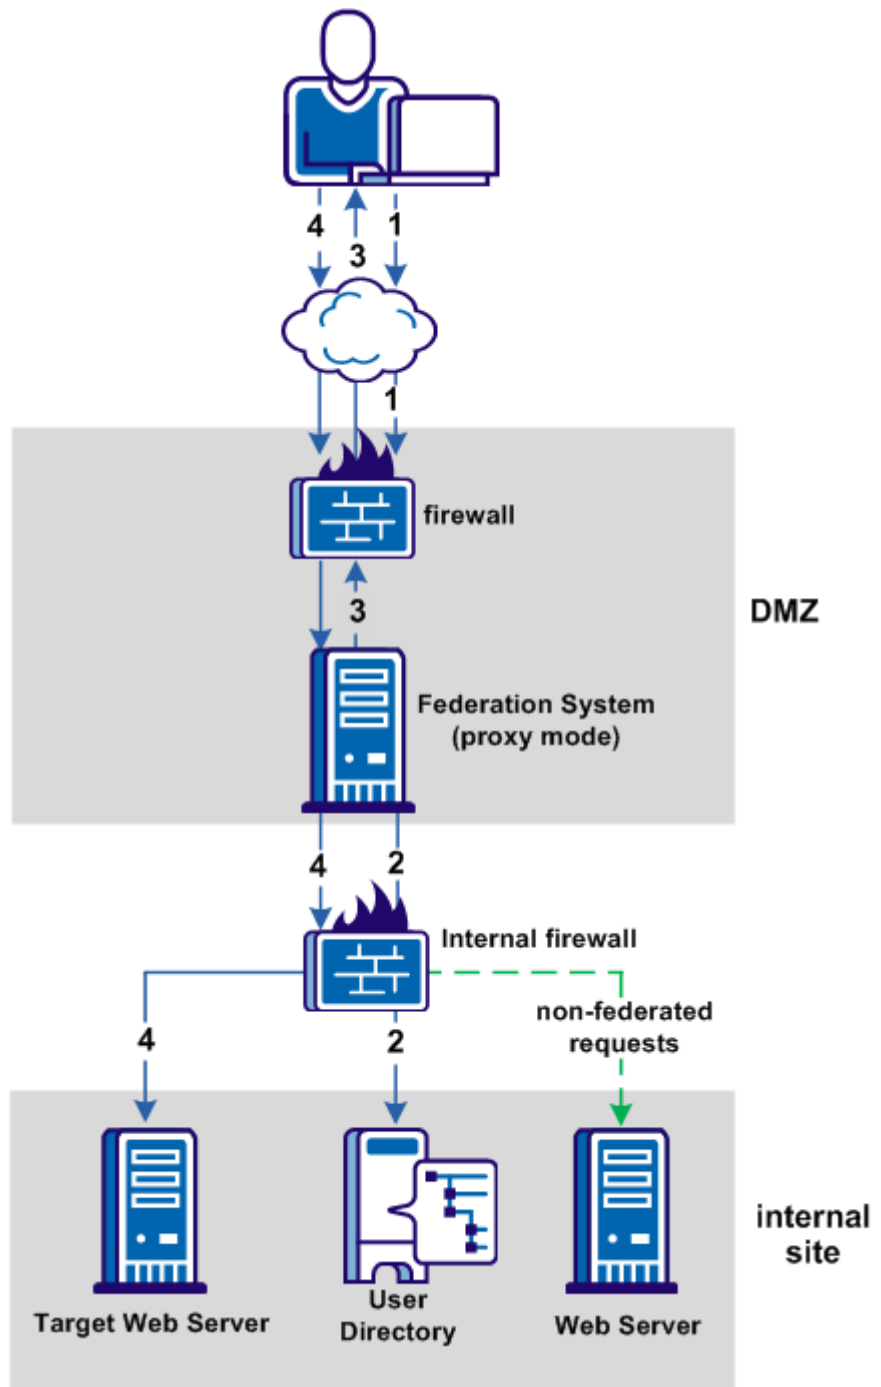 4
3
1
1
firewall
3
DMZ
Federation System
(proxy mode)
4
2
Internal firewall
non-federated
requests
4
2
internal
site
Target Web Server
User
Directory
Web Server